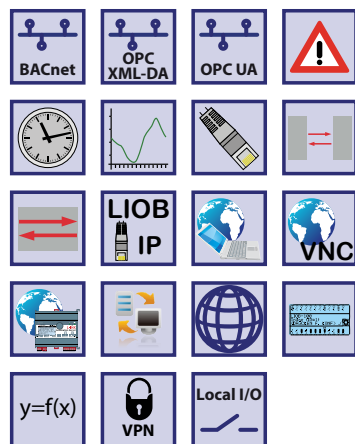 BACnet
OPC
XML-DA
OPC UA
LIOB
IP
VNC
y=f(x)
VPN
Local I/O